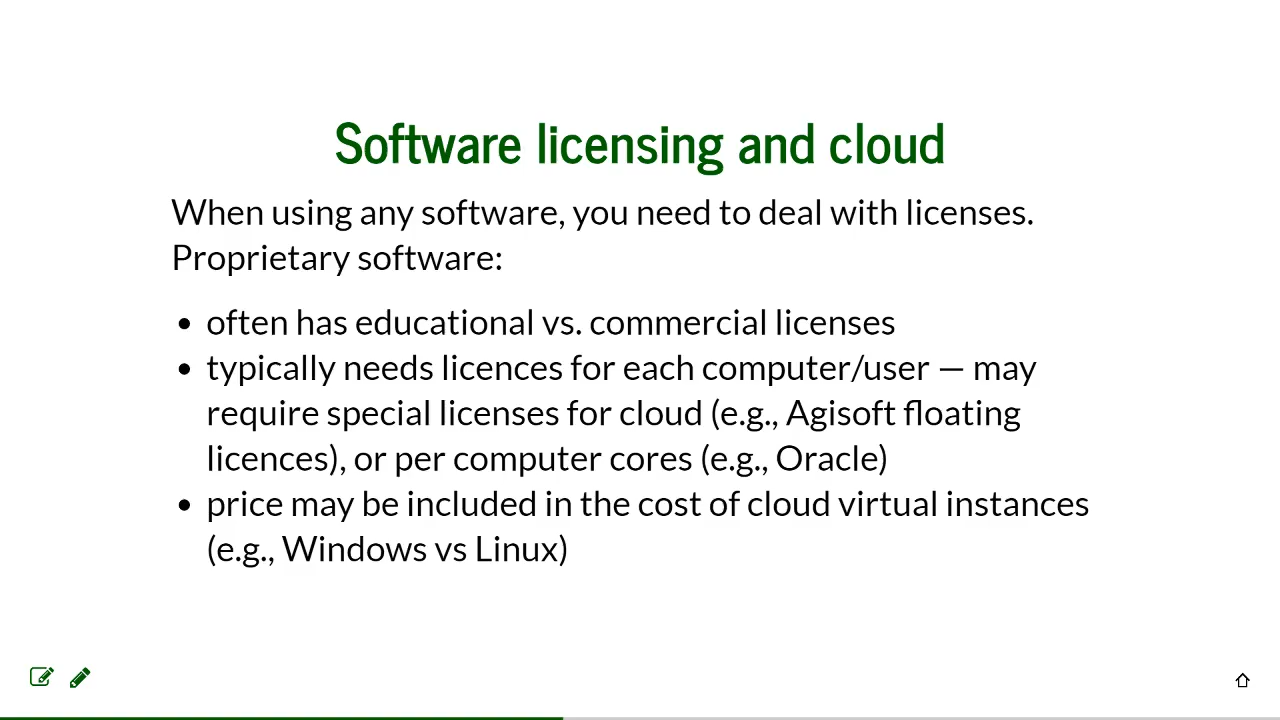 Software licensing and cloud
When using any software, you need to deal with licenses.
Proprietary software:
• often has educational vs. commercial licenses
• typically needs licences for each computer/user — may
require special licenses for cloud (e.g., Agisoft floating
licences), or per computer cores (e.g., Oracle)
• price may be included in the cost of cloud virtual instances
(e.g., Windows vs Linux)